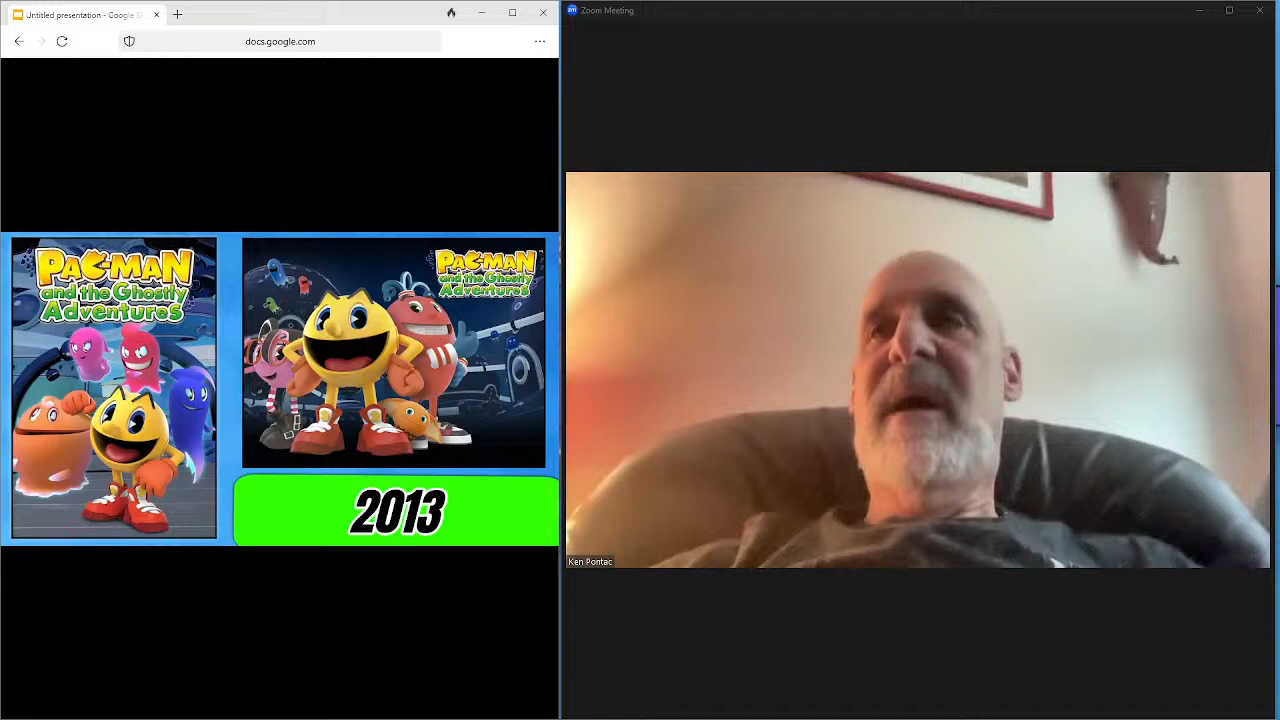 Untitled presentation - Google Sl
docs.google.com
PAC-MAN
and the Ghostly
Adventures
PAC-MAN
and the Ghostly
Adventures
2013
Zoom Meeting
Ken Pontac